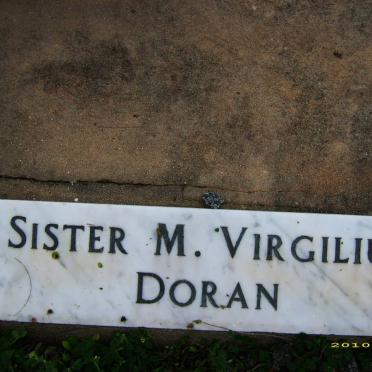 SISTER M. VIRGILIU
DORAN
2010